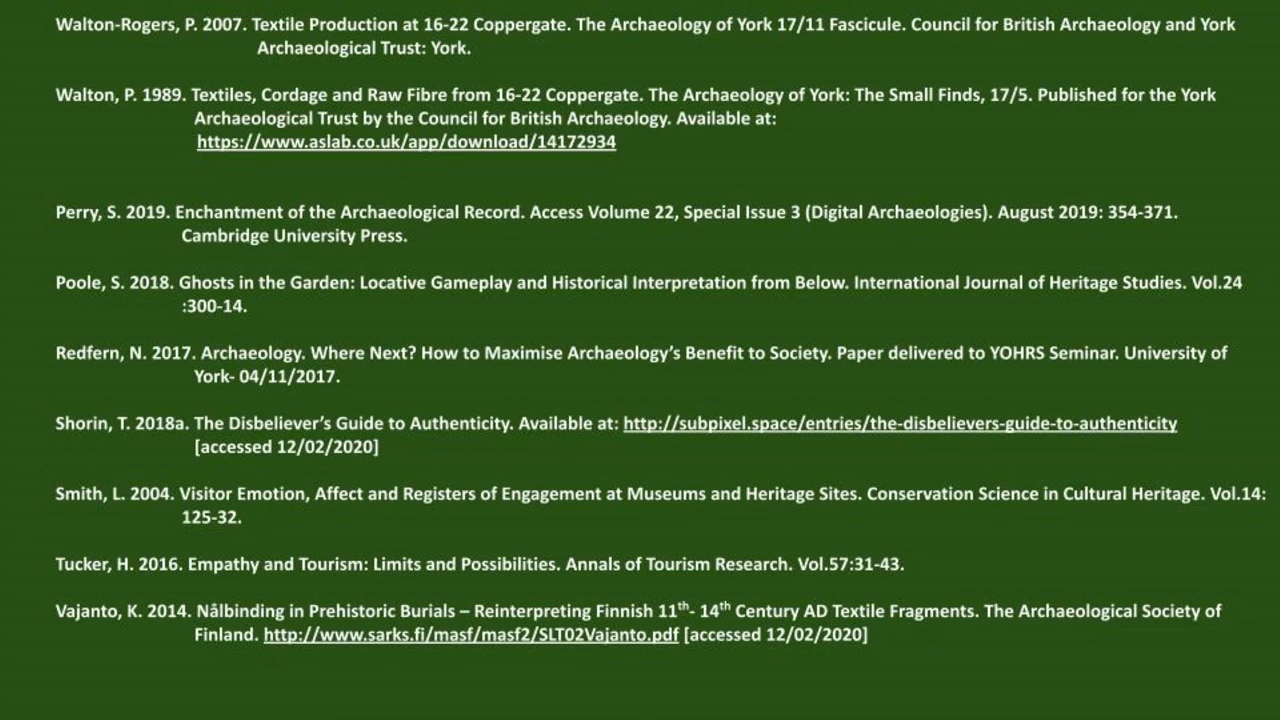 Walton-Rogers, P. 2007. Textile Production at 16-22 Coppergate. The Archaeology of York 17/11 Fascicule. Council for British Archaeology and York
Archaeological Trust: York.
Walton, P. 1989. Textiles, Cordage and Raw Fibre from 16-22 Coppergate. The Archaeology of York: The Small Finds, 17/5. Published for the York
Archaeological Trust by the Council for British Archaeology. Available at:
https://www.aslab.co.uk/app/download/14172934
Perry, S. 2019. Enchantment of the Archaeological Record. Access Volume 22, Special Issue 3 (Digital Archaeologies). August 2019: 354-371.
Cambridge University Press.
Poole, S. 2018. Ghosts in the Garden: Locative Gameplay and Historical Interpretation from Below. International Journal of Heritage Studies. Vol.24
:300-14.
Redfern, N. 2017. Archaeology. Where Next? How to Maximise Archaeology's Benefit to Society. Paper delivered to YOHRS Seminar. University of
York- 04/11/2017.
Shorin, T. 2018a. The Disbeliever's Guide to Authenticity. Available at: http://subpixel.space/entries/the-disbelievers-guide-to-authenticity
[accessed 12/02/2020]
Smith, L. 2004. Visitor Emotion, Affect and Registers of Engagement at Museums and Heritage Sites. Conservation Science in Cultural Heritage. Vol.14:
125-32.
Tucker, H. 2016. Empathy and Tourism: Limits and Possibilities. Annals of Tourism Research. Vol.57:31-43.
Vajanto, K. 2014. Nålbinding in Prehistoric Burials – Reinterpreting Finnish 11th- 14th Century AD Textile Fragments. The Archaeological Society of
Finland. http://www.sarks.fi/masf/masf2/SLT02Vajanto.pdf [accessed 12/02/2020]